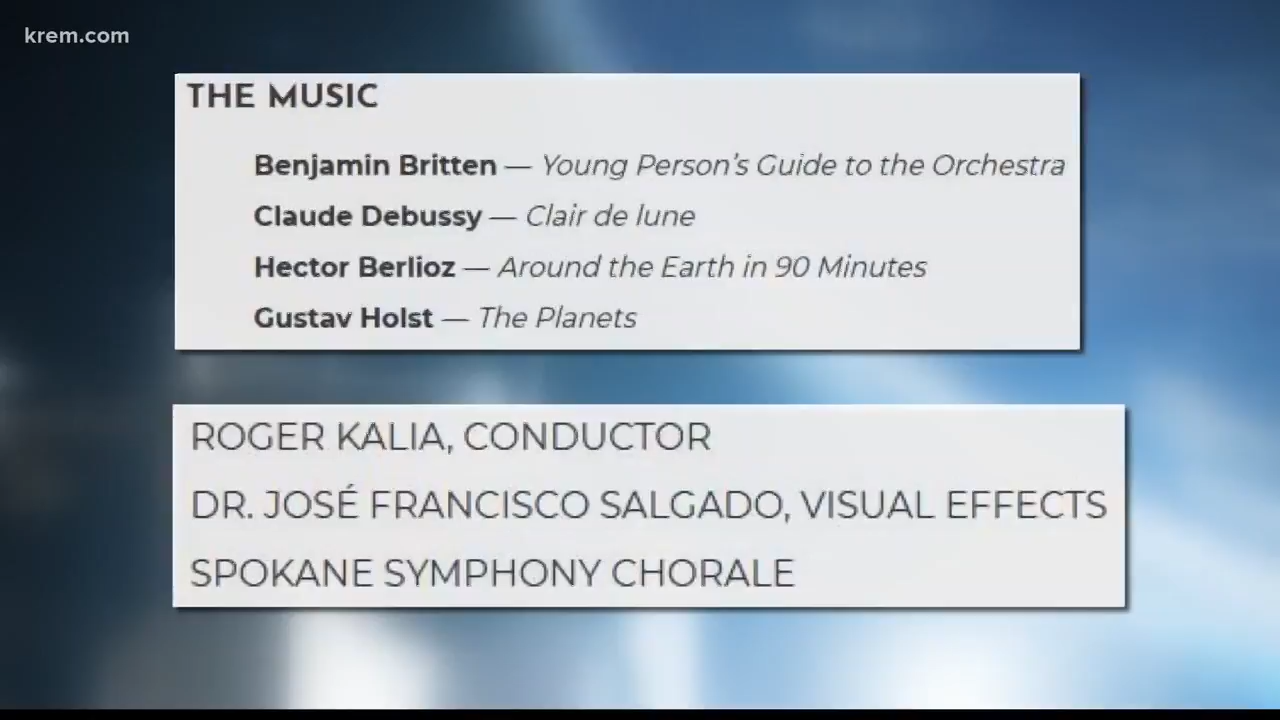 krem.com
THE MUSIC
Benjamin Britten — Young Person's Guide to the Orchestra
Claude Debussy — Clair de lune
Hector Berlioz — Around the Earth in 90 Minutes
Gustav Holst — The Planets
ROGER KALIA, CONDUCTOR
DR. JOSÉ FRANCISCO SALGADO, VISUAL EFFECTS
SPOKANE SYMPHONY CHORALE